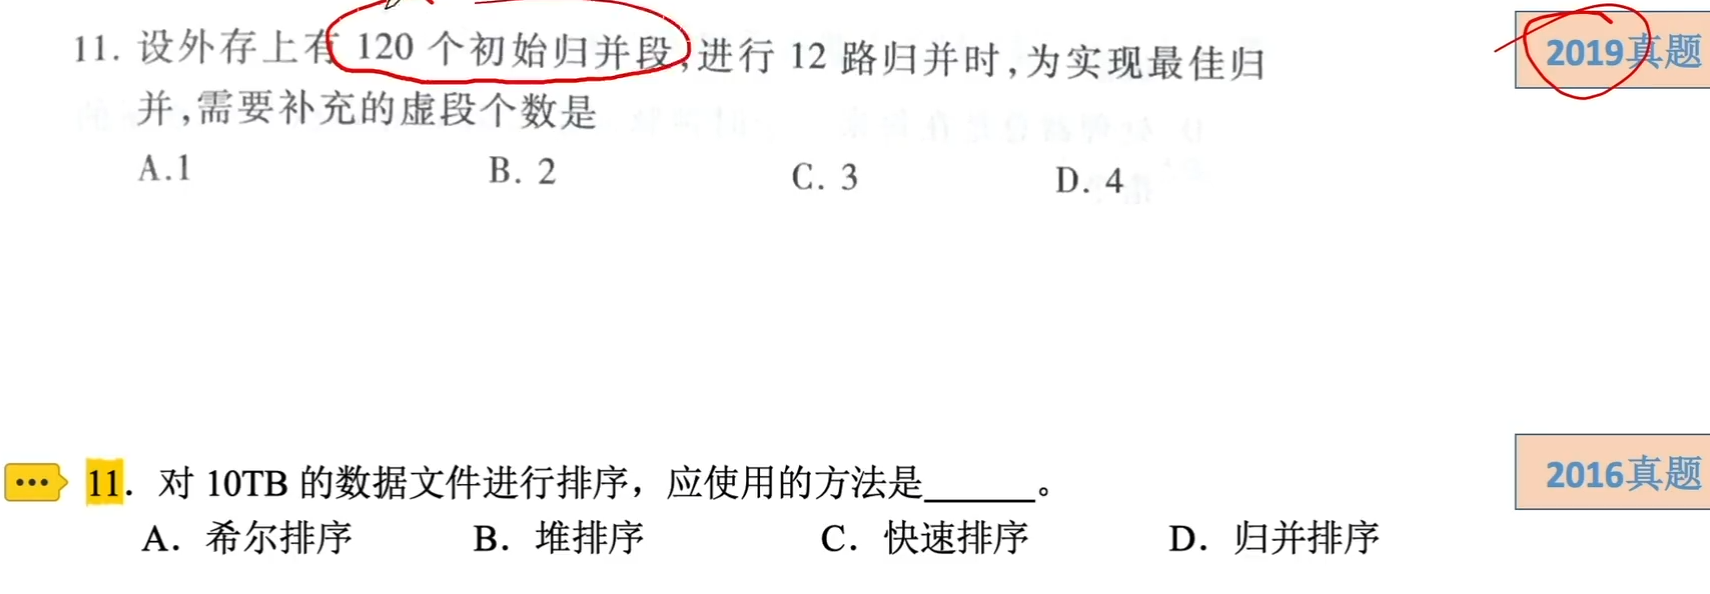 11. 设外存上有 120 个初始归并段,进行 12 路归并时,为实现最佳归
2019真题
并,需要补充的虚段个数是
A.1 B. 2 C. 3 D. 4
2016真题
11. 对 10TB 的数据文件进行排序，应使用的方法是______。
A. 希尔排序 B. 堆排序 C. 快速排序 D. 归并排序